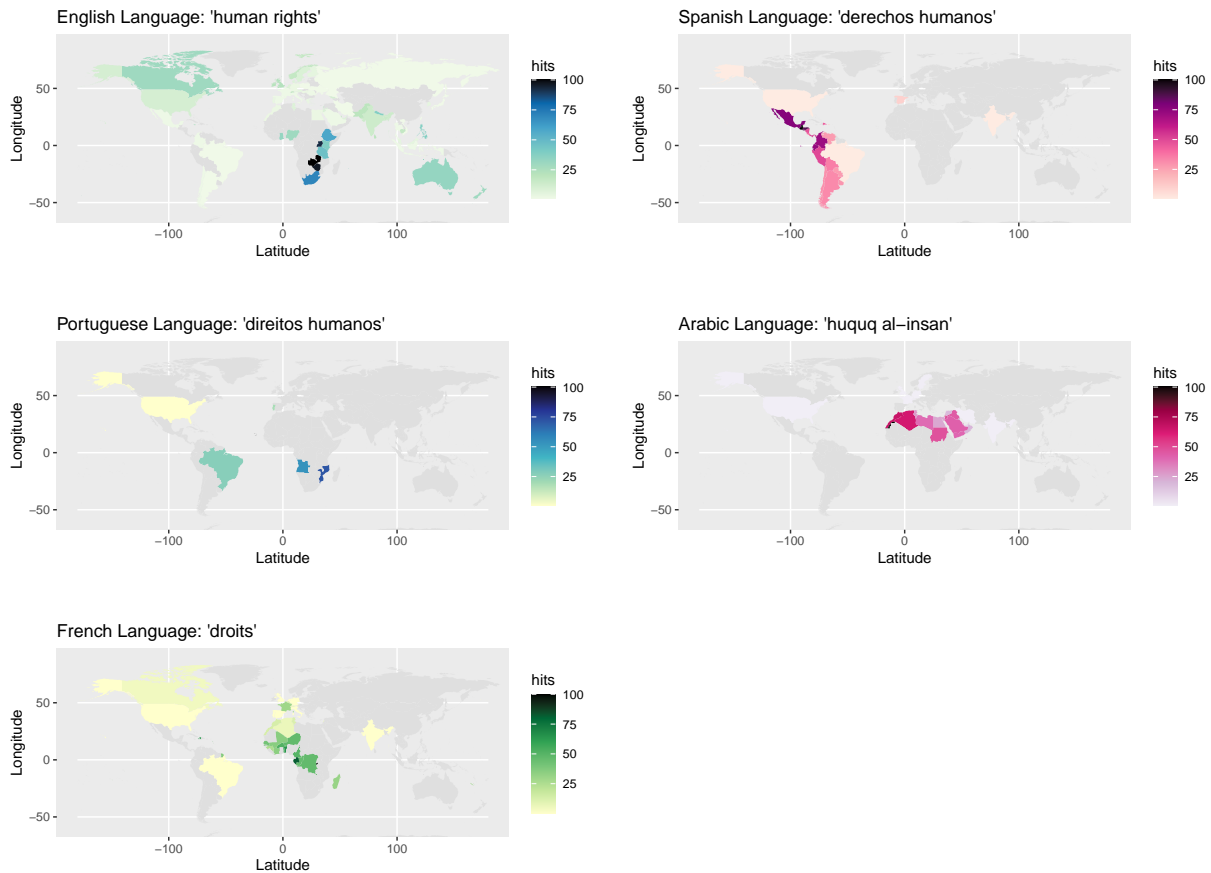 English Language: 'human rights'
hits
100
75
50
25
50
0
−50
−100
0
100
Longitude
Latitude
Spanish Language: 'derechos humanos'
hits
100
75
50
25
50
0
−50
−100
0
100
Longitude
Latitude
Portuguese Language: 'direitos humanos'
hits
100
75
50
25
50
0
−50
−100
0
100
Longitude
Latitude
Arabic Language: 'huquq al−insan'
hits
100
75
50
25
50
0
−50
−100
0
100
Longitude
Latitude
French Language: 'droits'
hits
100
75
50
25
50
0
−50
−100
0
100
Longitude
Latitude